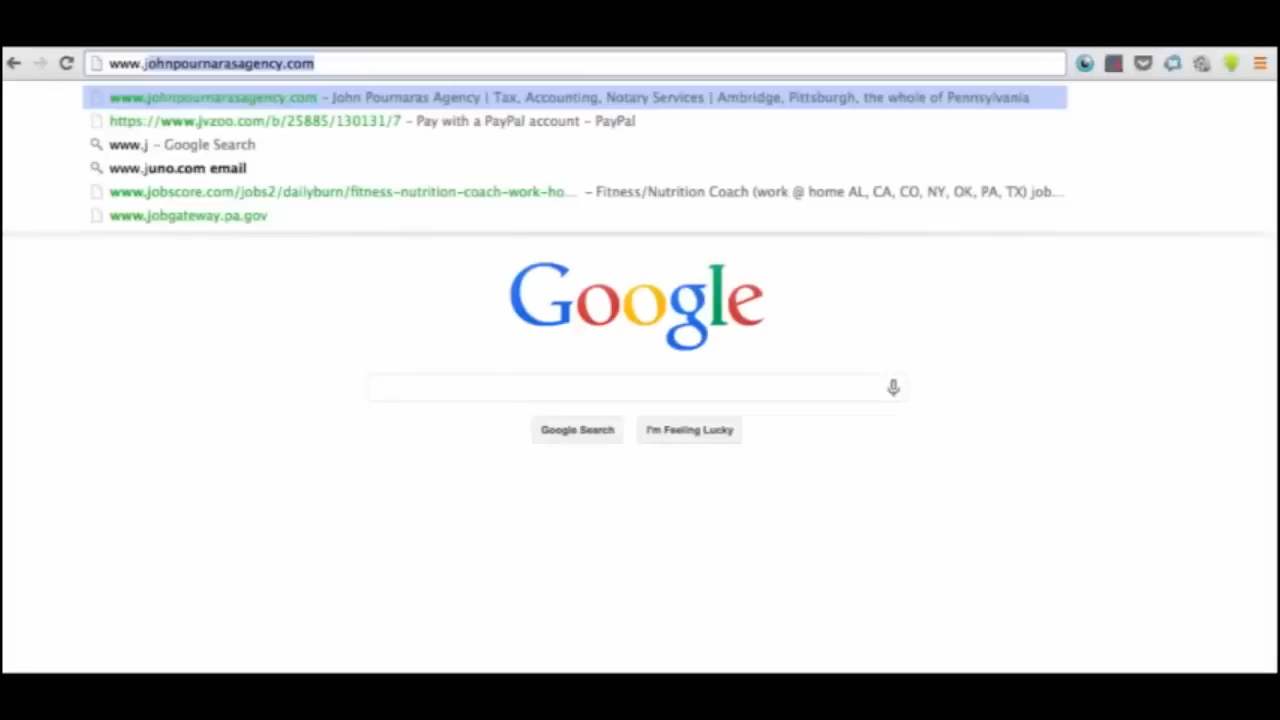 www.johnpournarasagency.com
www.johnpournarasagency.com - John Pournaras Agency | Tax, Accounting, Notary Services | Ambridge, Pittsburgh, the whole of Pennsylvania
https://www.jvzoo.com/b/25885/130131/7 - Pay with a PayPal account - PayPal
www.j - Google Search
www.juno.com email
www.jobscore.com/jobs2/dailyburn/fitness-nutrition-coach-work-ho... - Fitness/Nutrition Coach (work @ home AL, CA, CO, NY, OK, PA, TX) job...
www.jobgateway.pa.gov
Google
Google Search I'm Feeling Lucky